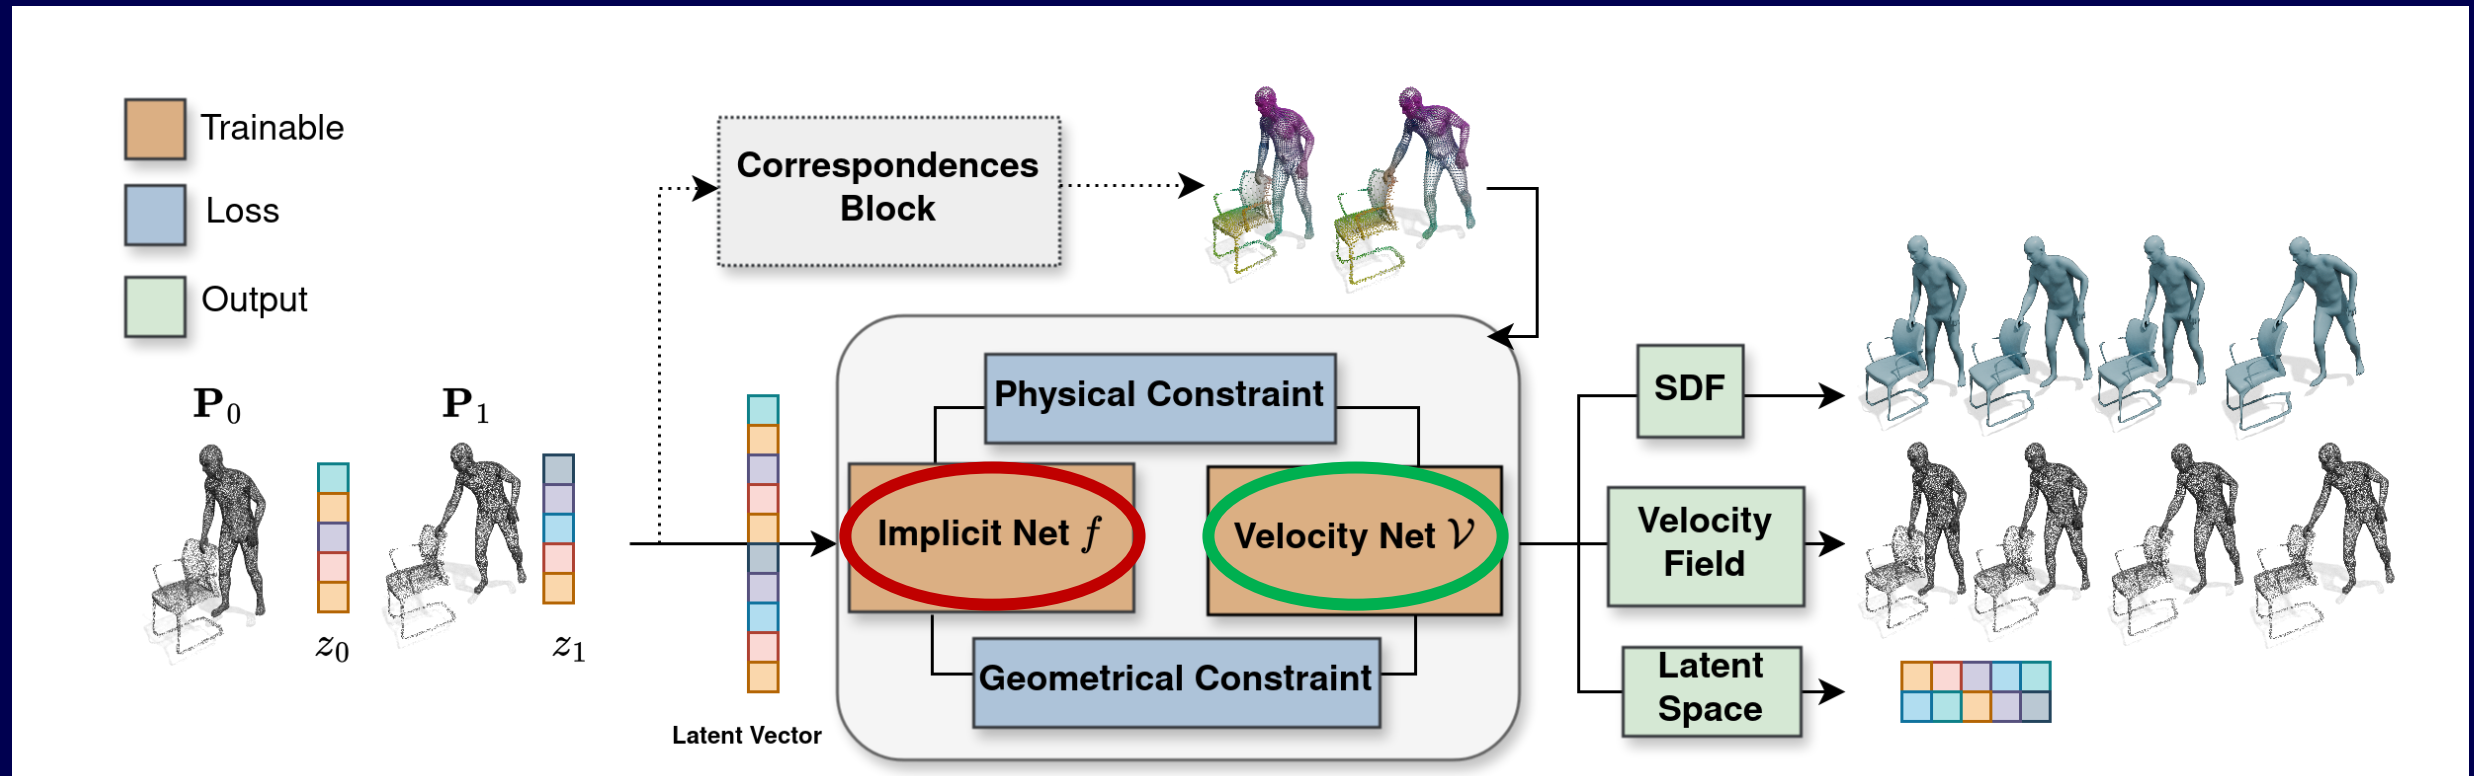 Trainable
Loss
Output
P₀
z₀
P₁
z₁
Correspondences
Block
Latent Vector
Physical Constraint
Implicit Net f
Velocity Net 𝒱
Geometrical Constraint
SDF
Velocity
Field
Latent
Space